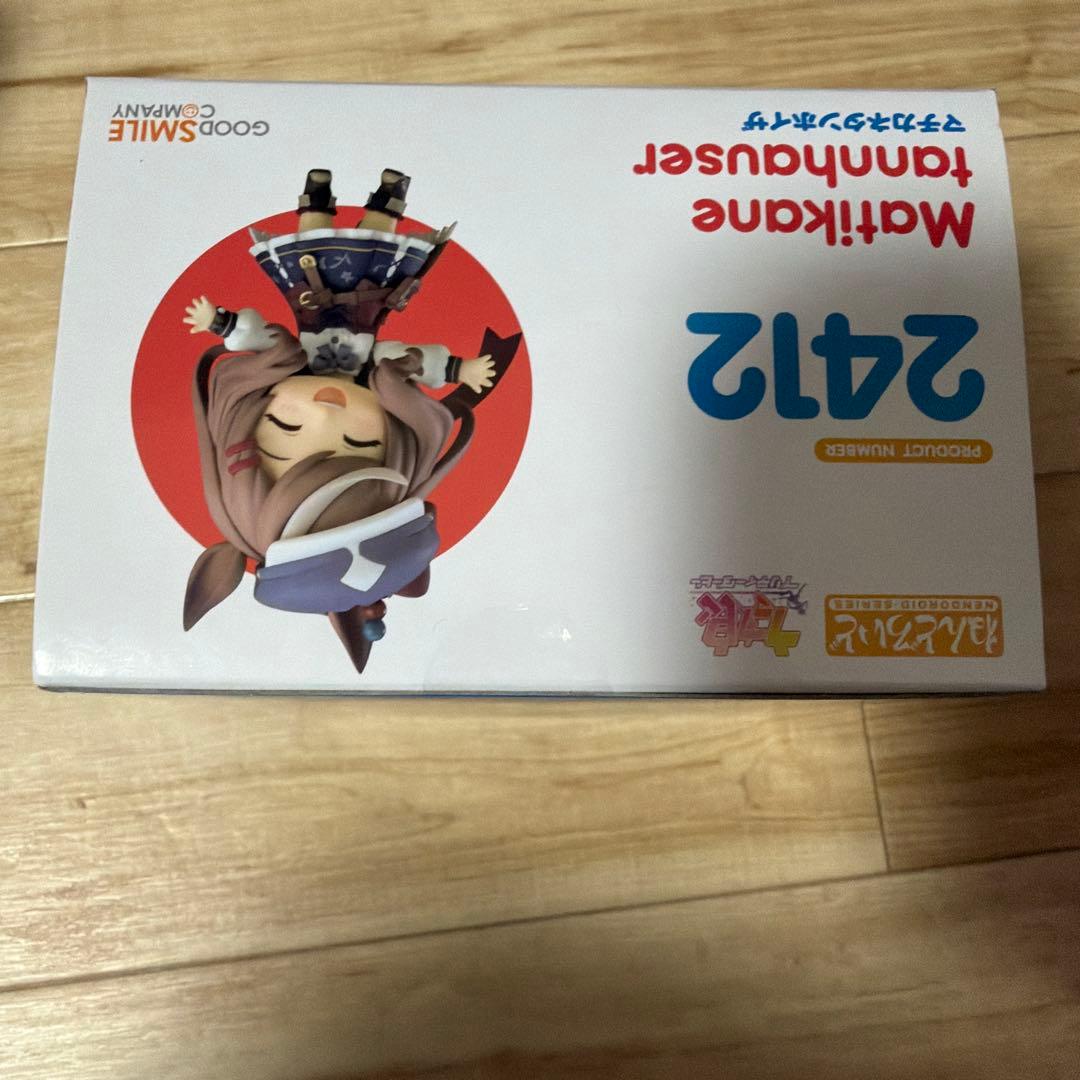 ねんどろいど
NENDOROID-SERIES
ウマ娘
プリティーダービー
PRODUCT NUMBER
2412
Matikane
tannhauser
マチカネタンホイザ
GOOD SMILE
COMPANY